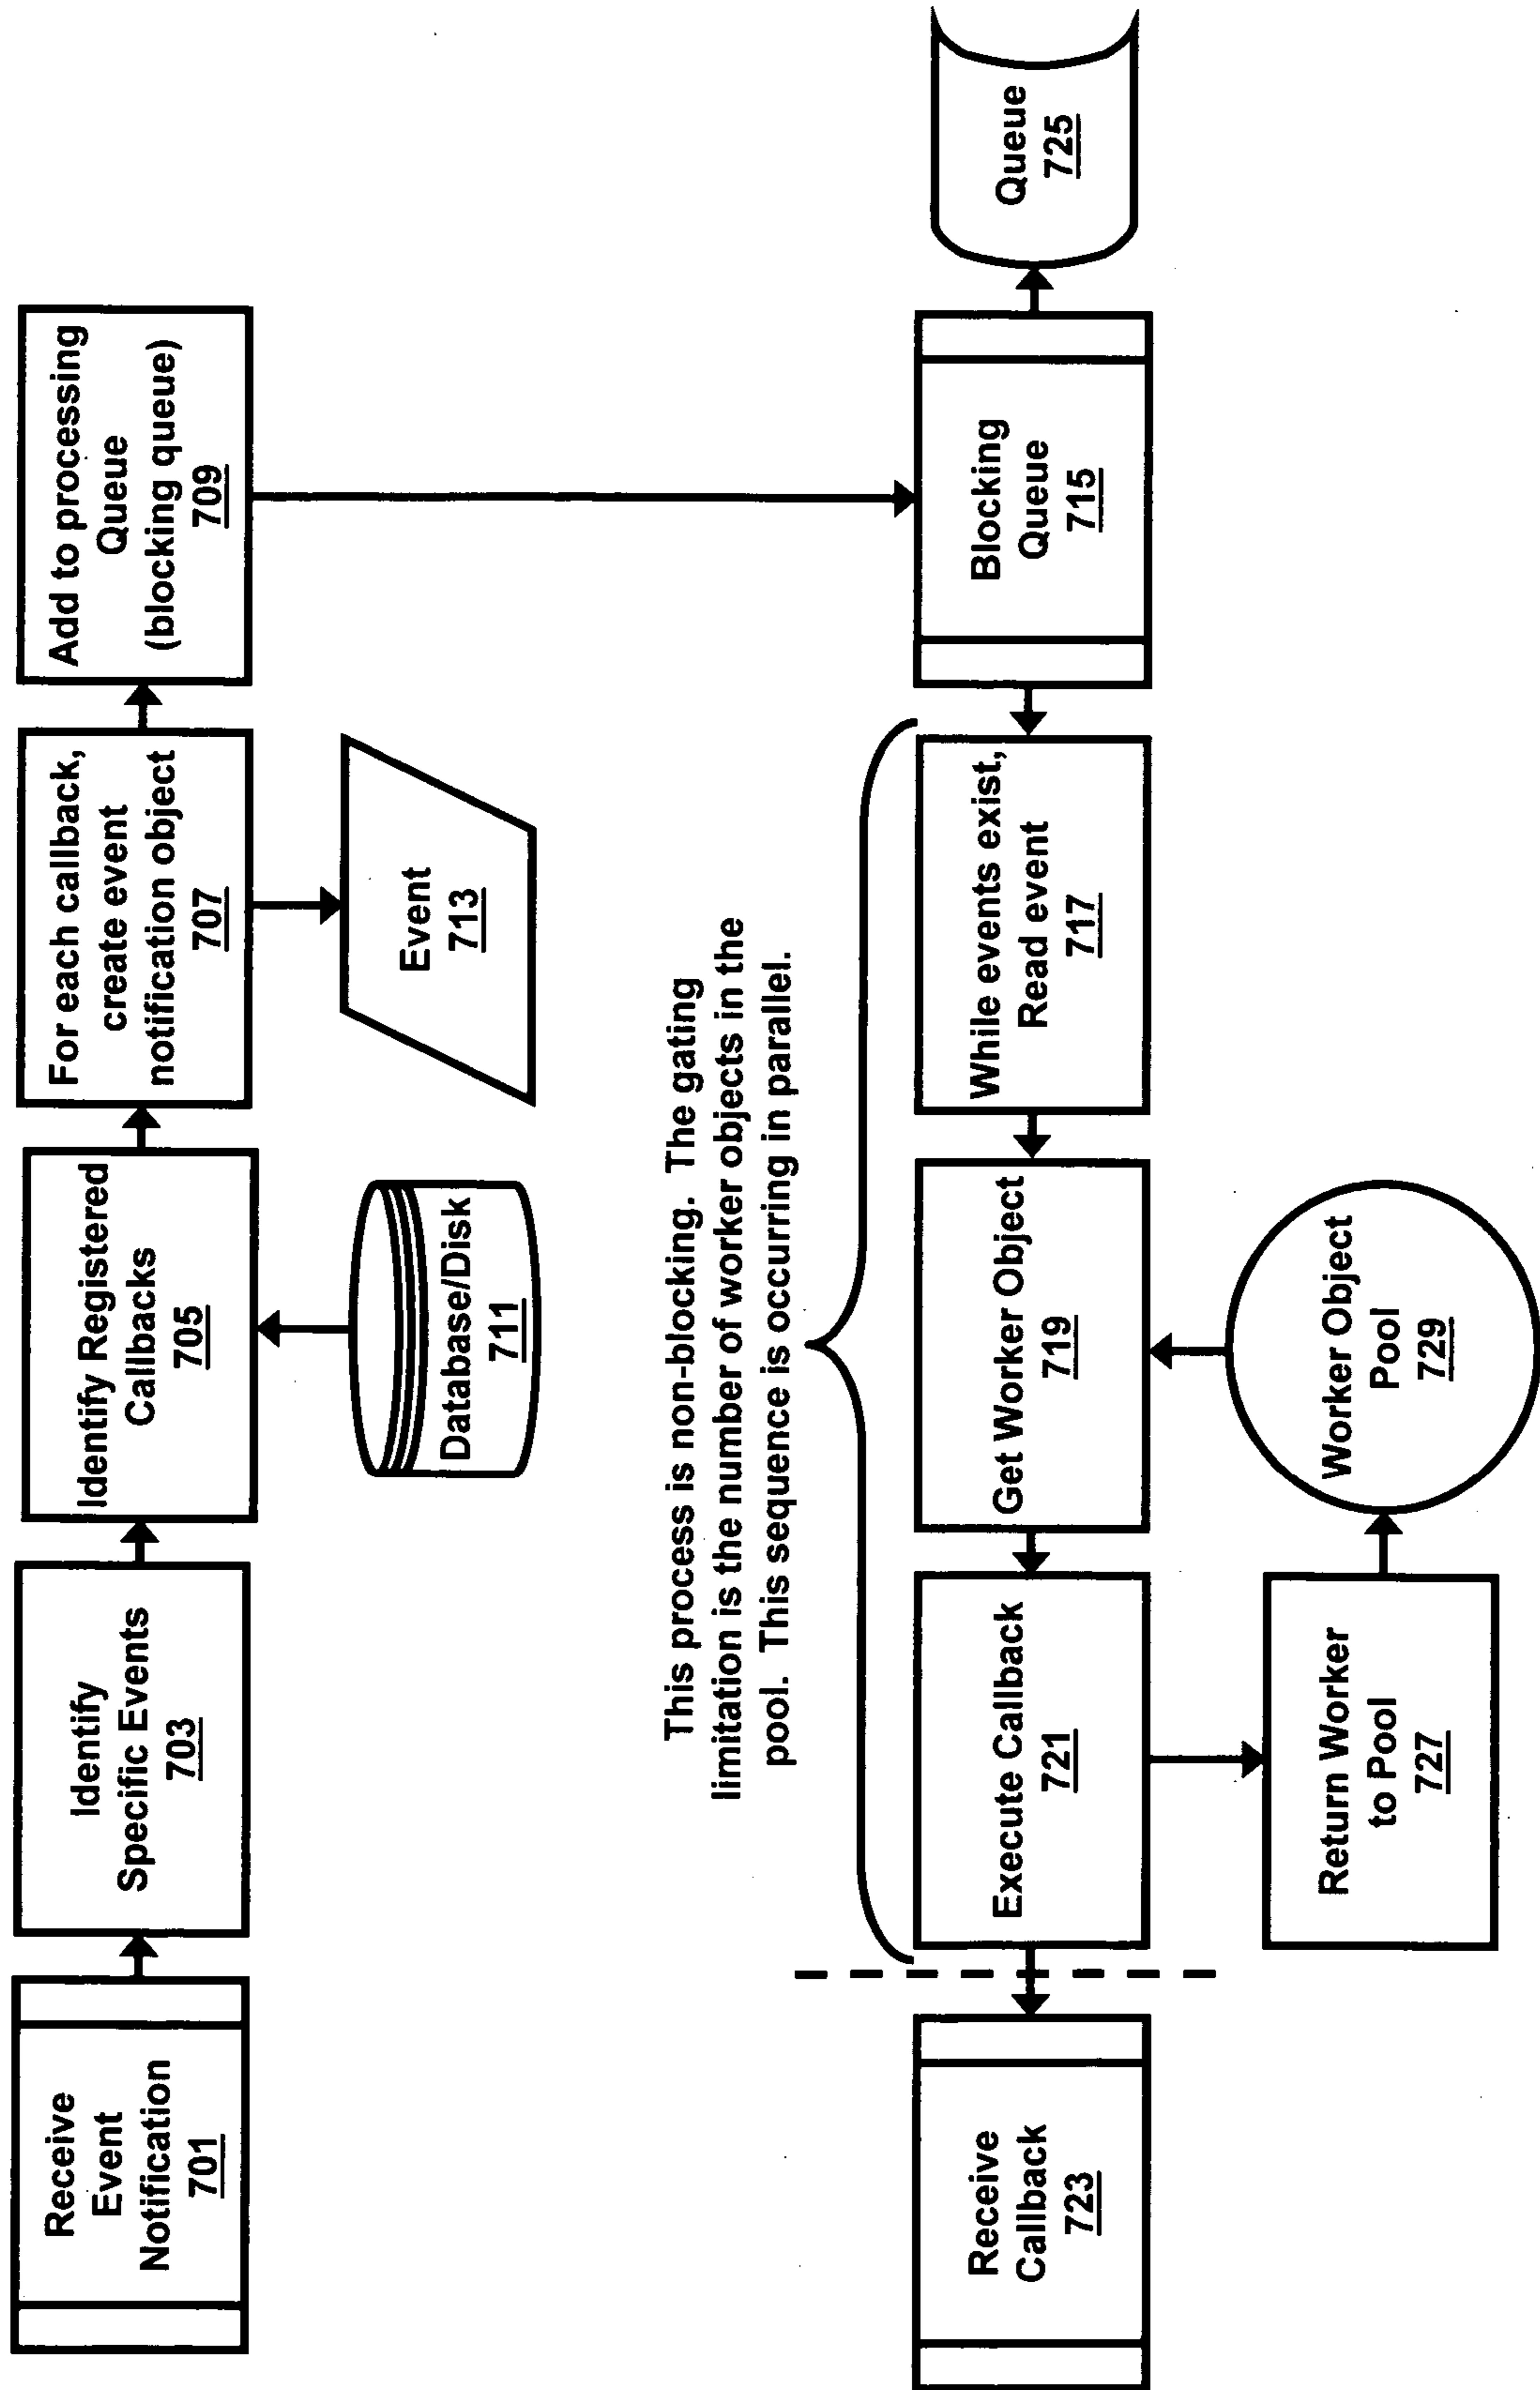 Receive
Event
Notification
701
Identify
Specific Events
703
Identify Registered
Callbacks
705
For each callback,
create event
notification object
707
Add to processing
Queue
(blocking queue)
709
Database/Disk
711
Event
713
This process is non-blocking. The gating
limitation is the number of worker objects in the
pool. This sequence is occurring in parallel.
Receive
Callback
723
Execute Callback
721
Get Worker Object
719
While events exist,
Read event
717
Blocking
Queue
715
Queue
725
Return Worker
to Pool
727
Worker Object
Pool
729